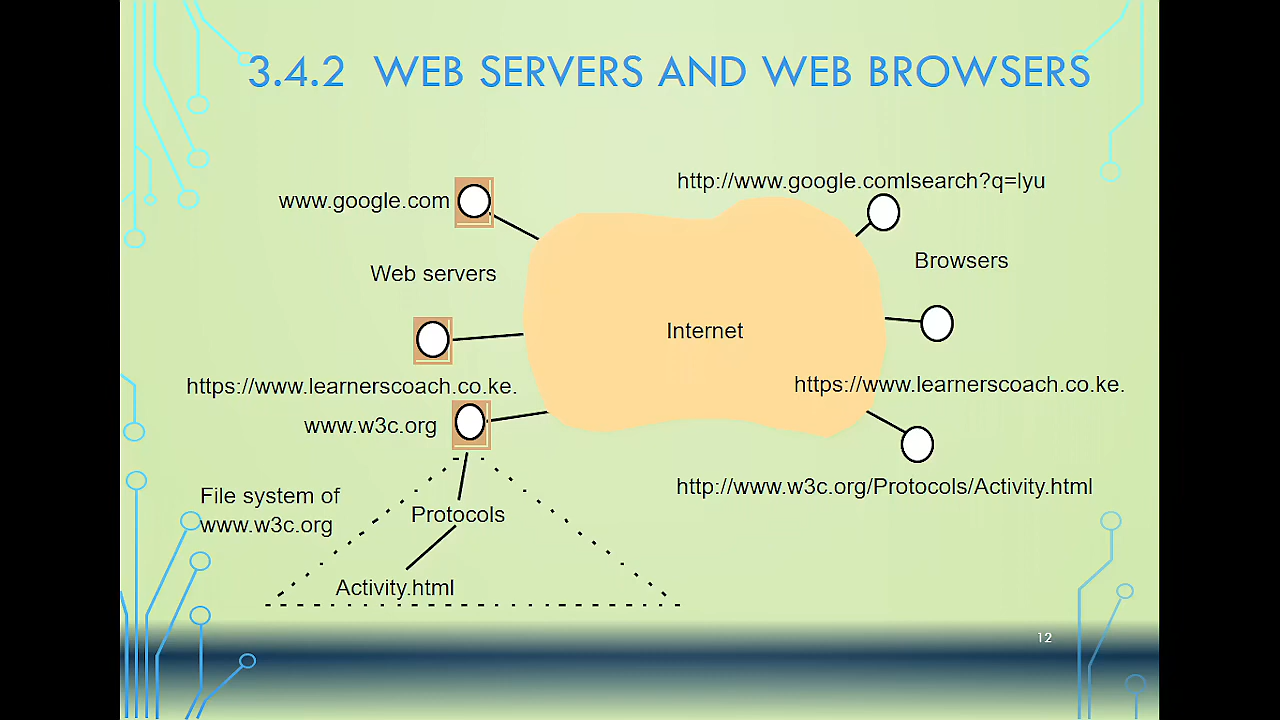 3.4.2 WEB SERVERS AND WEB BROWSERS
http://www.google.comlsearch?q=lyu
www.google.com
Browsers
Web servers
Internet
https://www.learnerscoach.co.ke.
https://www.learnerscoach.co.ke.
www.w3c.org
http://www.w3c.org/Protocols/Activity.html
File system of
www.w3c.org
Protocols
Activity.html
12